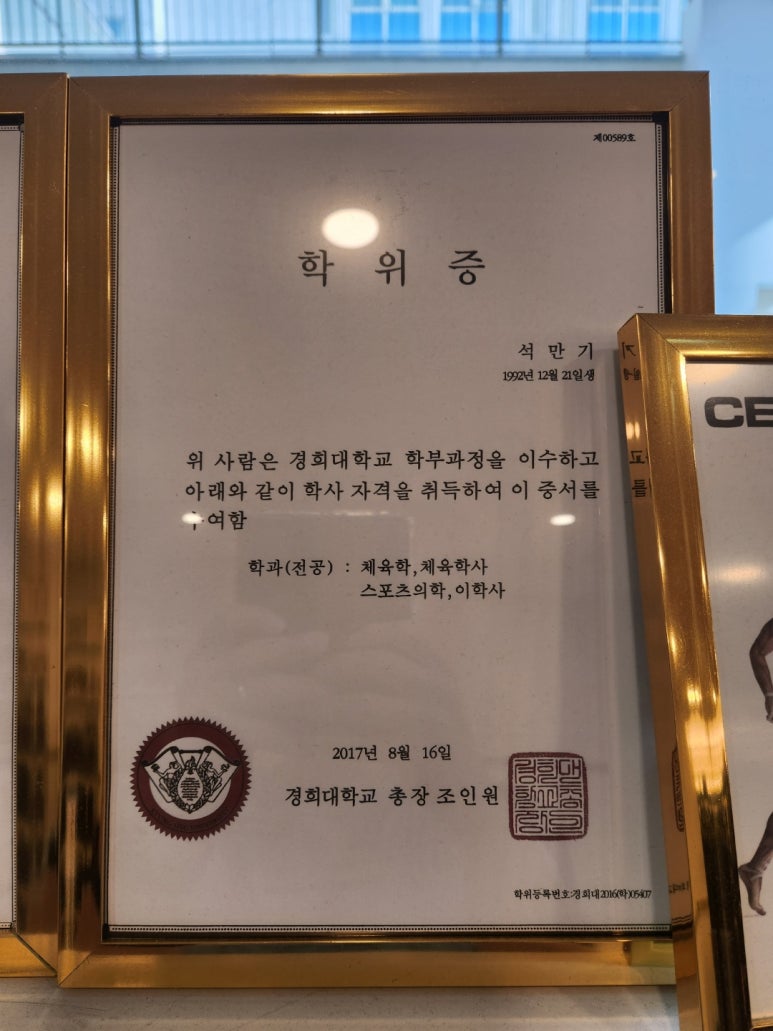 제00589호
학 위 증
석 만 기
1992년 12월 21일생
위 사람은 경희대학교 학부과정을 이수하고
아래와 같이 학사 자격을 취득하여 이 증서를
여함
학과(전공) : 체육학,체육학사
스포츠의학,이학사
2017년 8월 16일
경희대학교 총장 조인원
학위등록번호:경희대2016(학)05407
CE